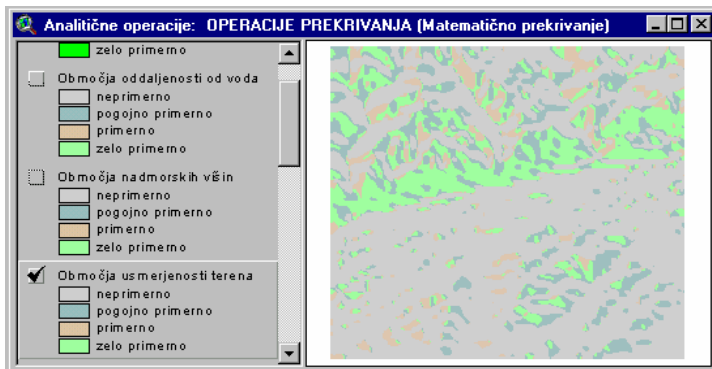 Analitične operacije: OPERACIJE PREKRIVANJA (Matematično prekrivanje)
zelo primerno
Območja oddaljenosti od voda
neprimerno
pogojno primerno
primerno
zelo primerno
Območja nadmorskih višin
neprimerno
pogojno primerno
primerno
zelo primerno
Območja usmerjenosti terena
neprimerno
pogojno primerno
primerno
zelo primerno